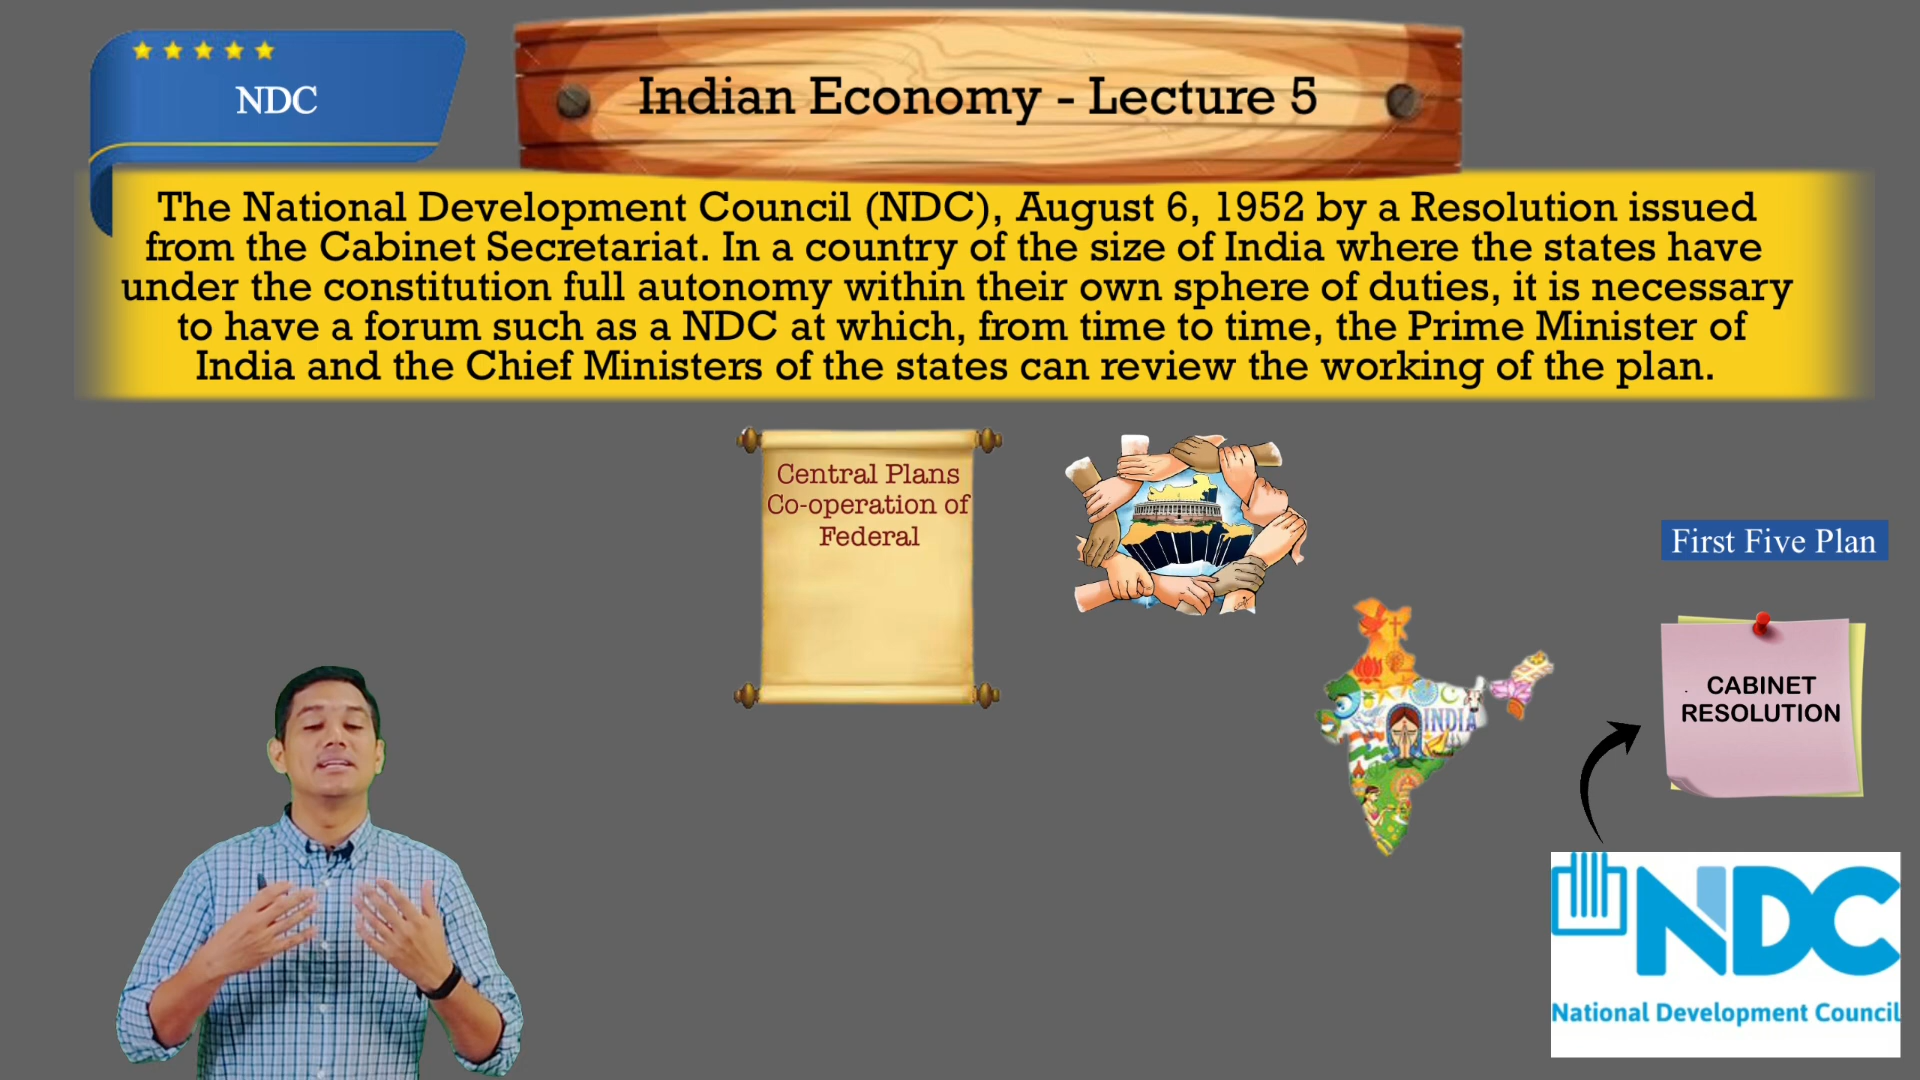 NDC
Indian Economy - Lecture 5
The National Development Council (NDC), August 6, 1952 by a Resolution issued
from the Cabinet Secretariat. In a country of the size of India where the states have
under the constitution full autonomy within their own sphere of duties, it is necessary
to have a forum such as a NDC at which, from time to time, the Prime Minister of
India and the Chief Ministers of the states can review the working of the plan.
Central Plans
Co-operation of
Federal
First Five Plan
INDIA
. CABINET
RESOLUTION
NDC
National Development Council